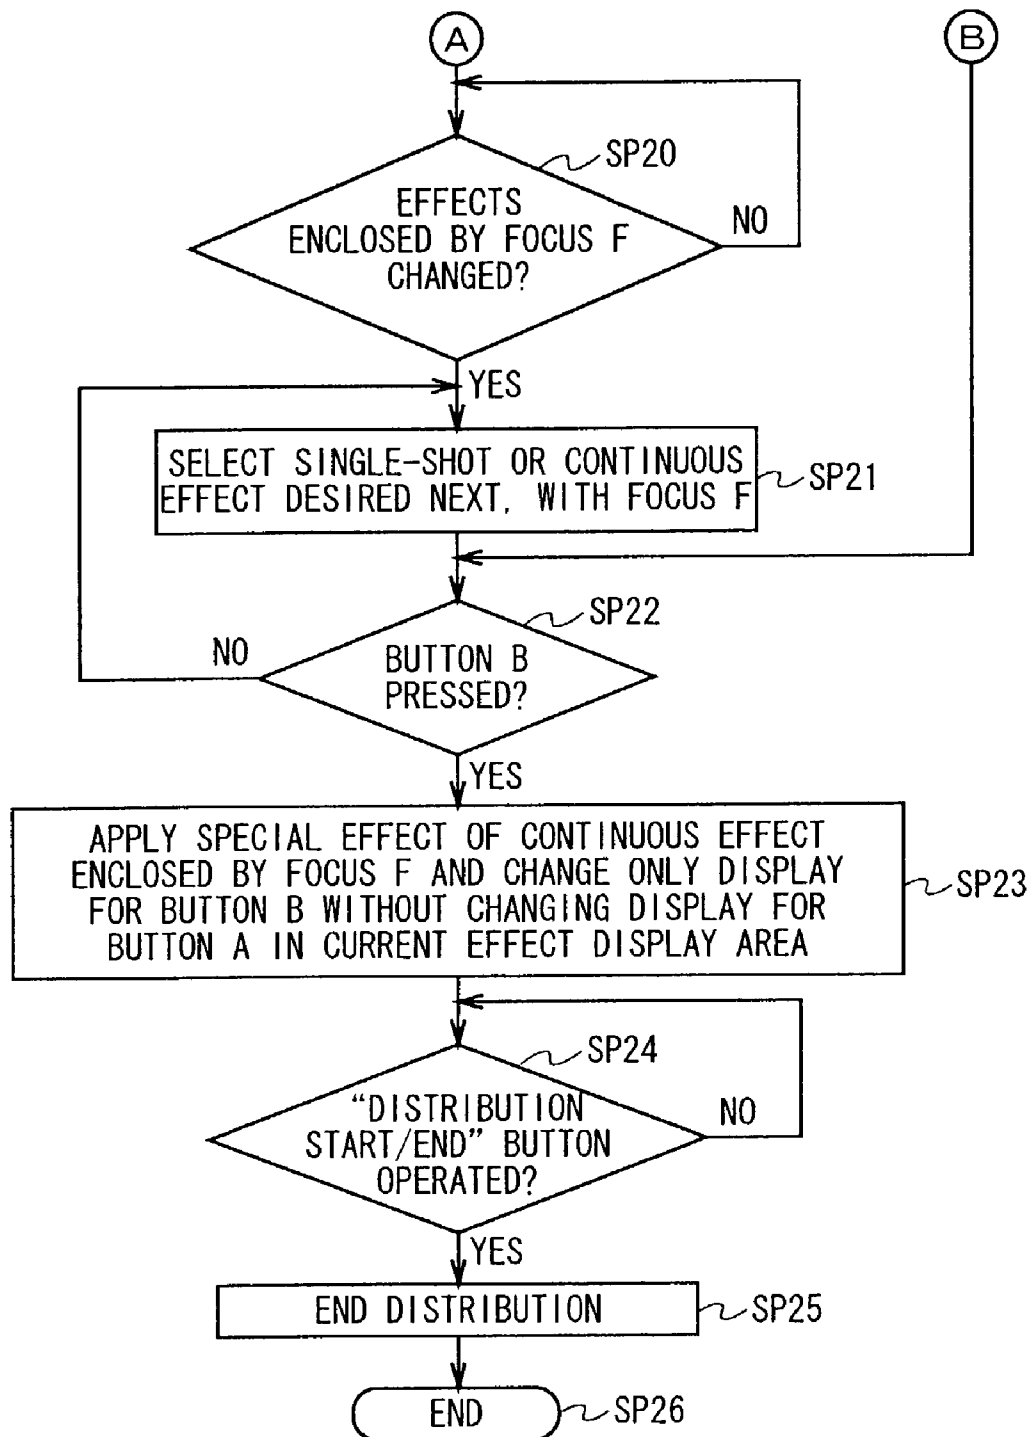 A
B
SP20
EFFECTS
ENCLOSED BY FOCUS F
CHANGED?
NO
YES
SELECT SINGLE-SHOT OR CONTINUOUS
EFFECT DESIRED NEXT, WITH FOCUS F
SP21
SP22
NO
BUTTON B
PRESSED?
YES
APPLY SPECIAL EFFECT OF CONTINUOUS EFFECT
ENCLOSED BY FOCUS F AND CHANGE ONLY DISPLAY
FOR BUTTON B WITHOUT CHANGING DISPLAY FOR
BUTTON A IN CURRENT EFFECT DISPLAY AREA
SP23
SP24
“DISTRIBUTION
START/END” BUTTON
OPERATED?
NO
YES
END DISTRIBUTION
SP25
END
SP26